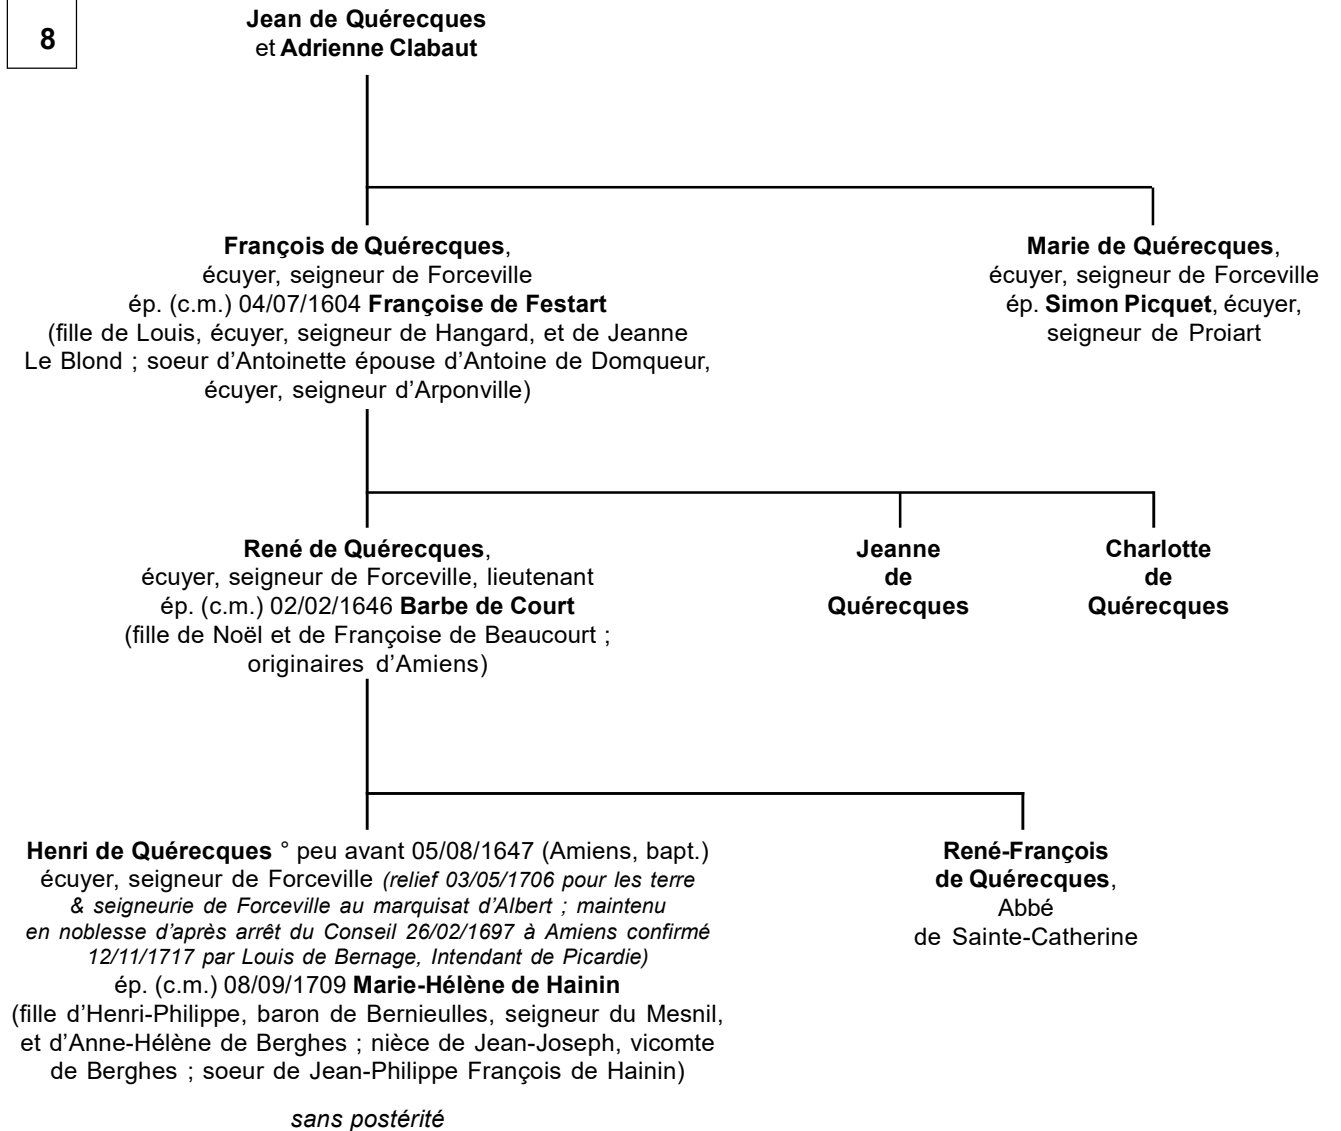 8
Jean de Quérecques
et Adrienne Clabaut
François de Quérecques,
écuyer, seigneur de Forceville
ép. (c.m.) 04/07/1604 Françoise de Festart
(fille de Louis, écuyer, seigneur de Hangard, et de Jeanne
Le Blond ; soeur d'Antoinette épouse d'Antoine de Domqueur,
écuyer, seigneur d'Arponville)
Marie de Quérecques,
écuyer, seigneur de Forceville
ép. Simon Picquet, écuyer,
seigneur de Proiart
René de Quérecques,
écuyer, seigneur de Forceville, lieutenant
ép. (c.m.) 02/02/1646 Barbe de Court
(fille de Noël et de Françoise de Beaucourt ;
originaires d'Amiens)
Jeanne
de
Quérecques
Charlotte
de
Quérecques
Henri de Quérecques ° peu avant 05/08/1647 (Amiens, bapt.)
écuyer, seigneur de Forceville (relief 03/05/1706 pour les terre
& seigneurie de Forceville au marquisat d'Albert ; maintenu
en noblesse d'après arrêt du Conseil 26/02/1697 à Amiens confirmé
12/11/1717 par Louis de Bernage, Intendant de Picardie)
ép. (c.m.) 08/09/1709 Marie-Hélène de Hainin
(fille d'Henri-Philippe, baron de Bernieulles, seigneur du Mesnil,
et d'Anne-Hélène de Berghes ; nièce de Jean-Joseph, vicomte
de Berghes ; soeur de Jean-Philippe François de Hainin)
sans postérité
René-François
de Quérecques,
Abbé
de Sainte-Catherine